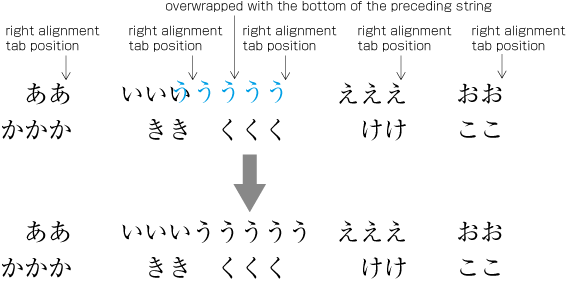 overwrapped with the bottom of the preceding string
right alignment tab position right alignment tab position right alignment tab position right alignment tab position right alignment tab position
ああ いいいううううう えええ おお
かかか きき くくく けけ ここ
ああ いいいううううう えええ おお
かかか きき くくく けけ ここ